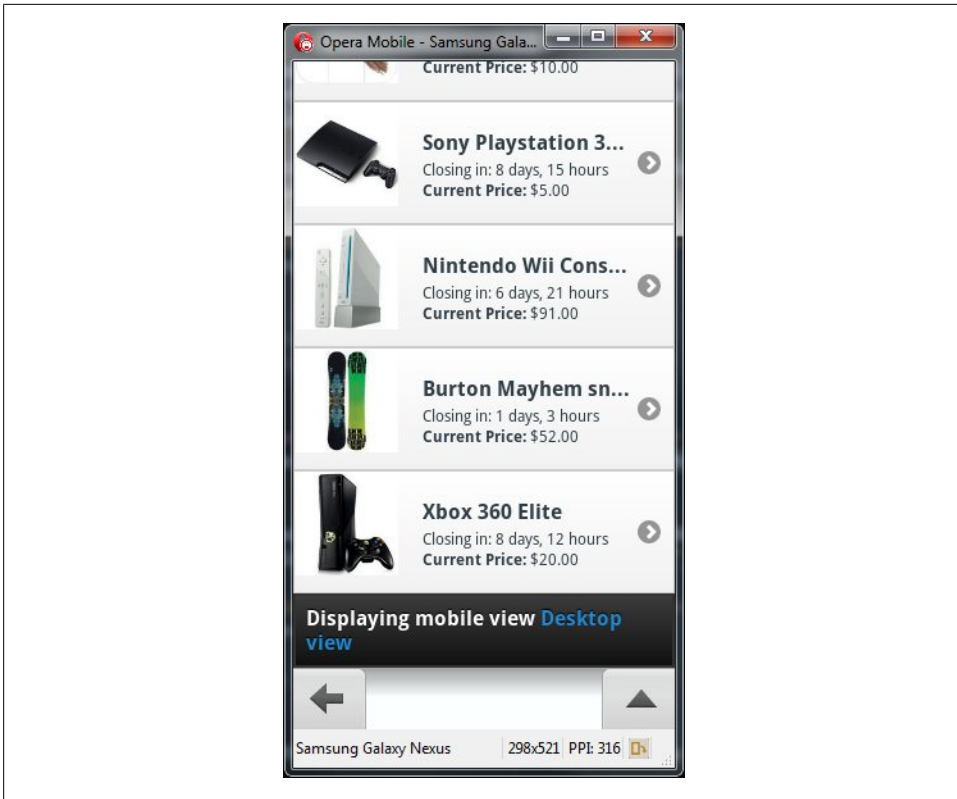 Opera Mobile - Samsung Gala...
Current Price: $10.00
Sony Playstation 3...
Closing in: 8 days, 15 hours
Current Price: $5.00
Nintendo Wii Cons...
Closing in: 6 days, 21 hours
Current Price: $91.00
Burton Mayhem sn...
Closing in: 1 days, 3 hours
Current Price: $52.00
Xbox 360 Elite
Closing in: 8 days, 12 hours
Current Price: $20.00
Displaying mobile view Desktop
view
Samsung Galaxy Nexus 298x521 PPI: 316